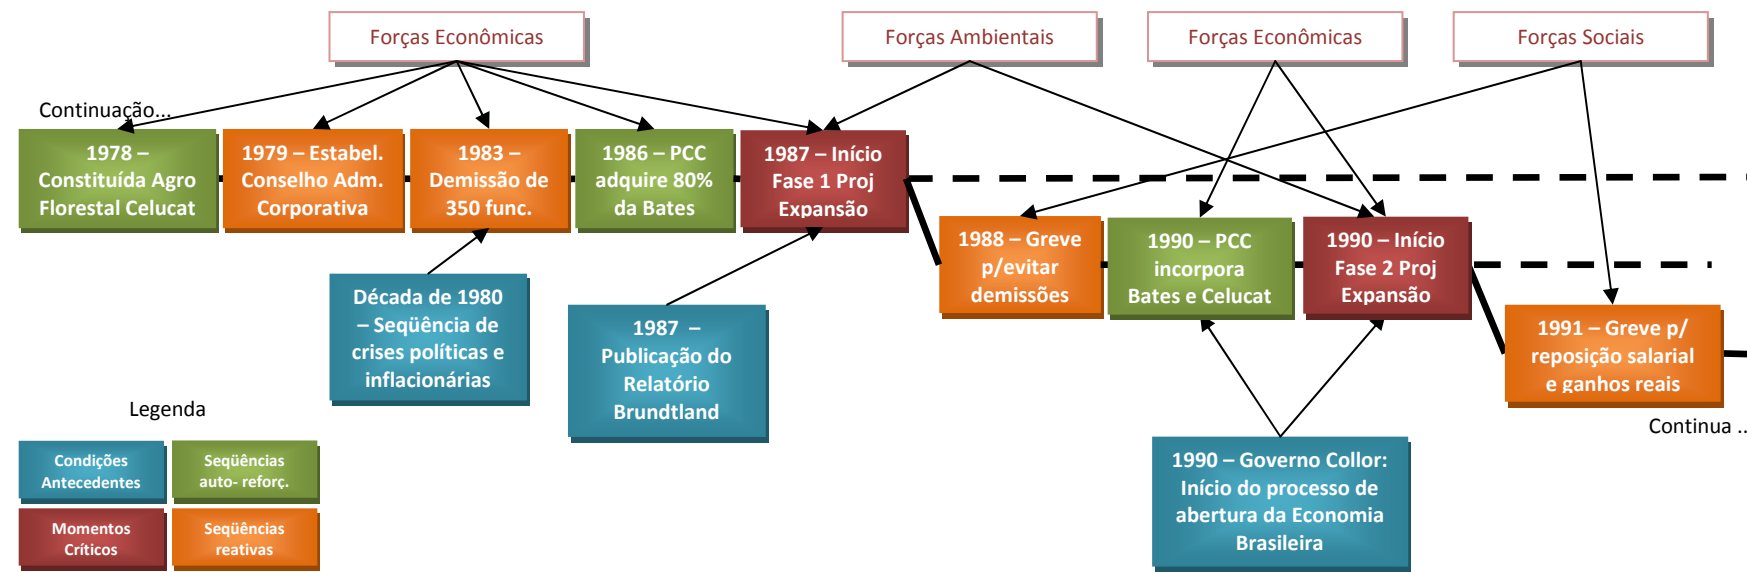 Forças Econômicas
Forças Ambientais
Forças Econômicas
Forças Sociais
Continuação...
1978 –
Constituída Agro
Florestal Celucat
1979 – Estabel.
Conselho Adm.
Corporativa
1983 –
Demissão de
350 func.
1986 – PCC
adquire 80%
da Bates
1987 – Início
Fase 1 Proj
Expansão
1988 – Greve
p/evitar
demissões
1990 – PCC
incorpora
Bates e Celucat
1990 – Início
Fase 2 Proj
Expansão
1991 – Greve p/
reposição salarial
e ganhos reais
Década de 1980
– Seqüência de
crises políticas e
inflacionárias
1987 –
Publicação do
Relatório
Brundtland
1990 – Governo Collor:
Início do processo de
abertura da Economia
Brasileira
Continua ..
Legenda
Condições
Antecedentes
Seqüências
auto- reforç.
Momentos
Críticos
Seqüências
reativas